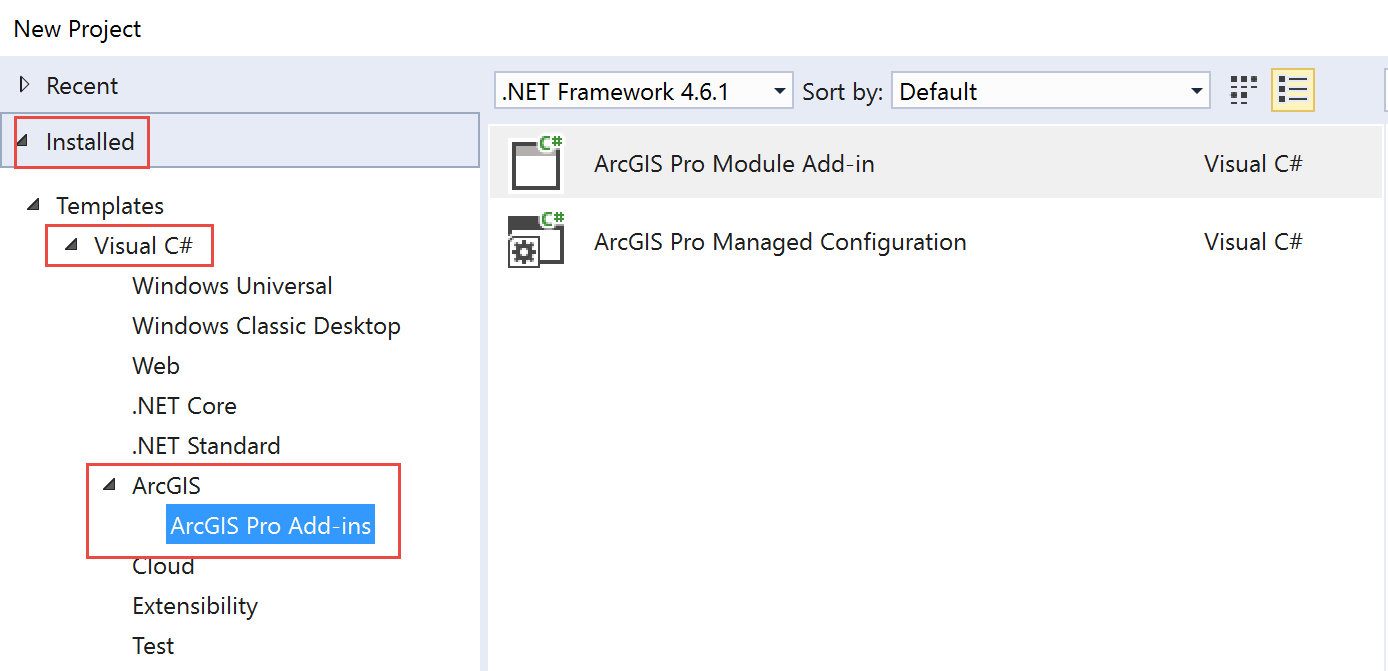 New Project
Recent
Installed
Templates
Visual C#
Windows Universal
Windows Classic Desktop
Web
.NET Core
.NET Standard
ArcGIS
ArcGIS Pro Add-ins
Cloud
Extensibility
Test
.NET Framework 4.6.1 Sort by: Default
C# ArcGIS Pro Module Add-in Visual C#
C# ArcGIS Pro Managed Configuration Visual C#